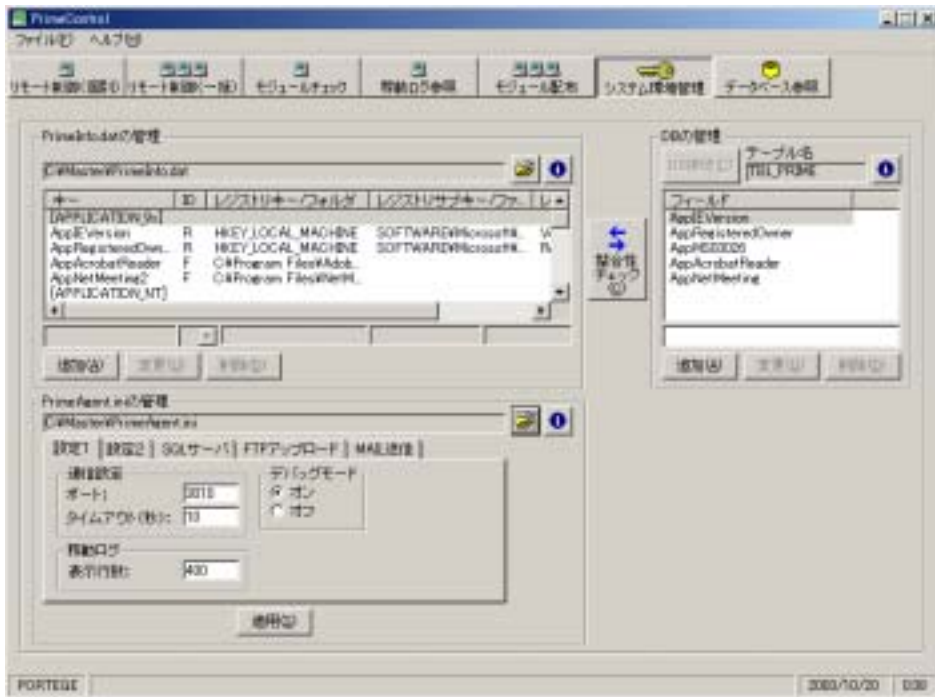 PrimeControl
ファイル(F) ヘルプ(H)
リモート制御(個別) リモート制御(一括) モジュールチェック 稼動ログ参照 モジュール配布 システム環境管理 データベース参照
PrimeInfo.datの管理
C:¥Master¥PrimeInfo.dat
キー ID レジストリキー/フォルダ レジストリサブキー/ファ.. レ
[APPLICATION_9x]
AppIEVersion R HKEY_LOCAL_MACHINE SOFTWARE¥Microsoft¥.. V
AppRegisteredOwn.. R HKEY_LOCAL_MACHINE SOFTWARE¥Microsoft¥.. R
AppAcrobatReader F C:¥Program Files¥Adob..
AppNetMeeting2 F C:¥Program Files¥NetM..
[APPLICATION_NT]
追加(A) 変更(U) 削除(D)
整合性
チェック
(C)
DBの管理
テーブル名
TBL_PRIME
フィールド
AppIEVersion
AppRegisteredOwner
AppAcrobatReader
AppNetMeeting
追加(A) 変更(U) 削除(D)
PrimeAgent.iniの管理
C:¥Master¥PrimeAgent.ini
設定1 設定2 SQLサーバ FTPアップロード MAIL送信
通信設定
ポート:
タイムアウト(秒): 10
デバッグモード
オン
オフ
稼動ログ
表示行数: 400
適用(S)
PORTEGE
0:00